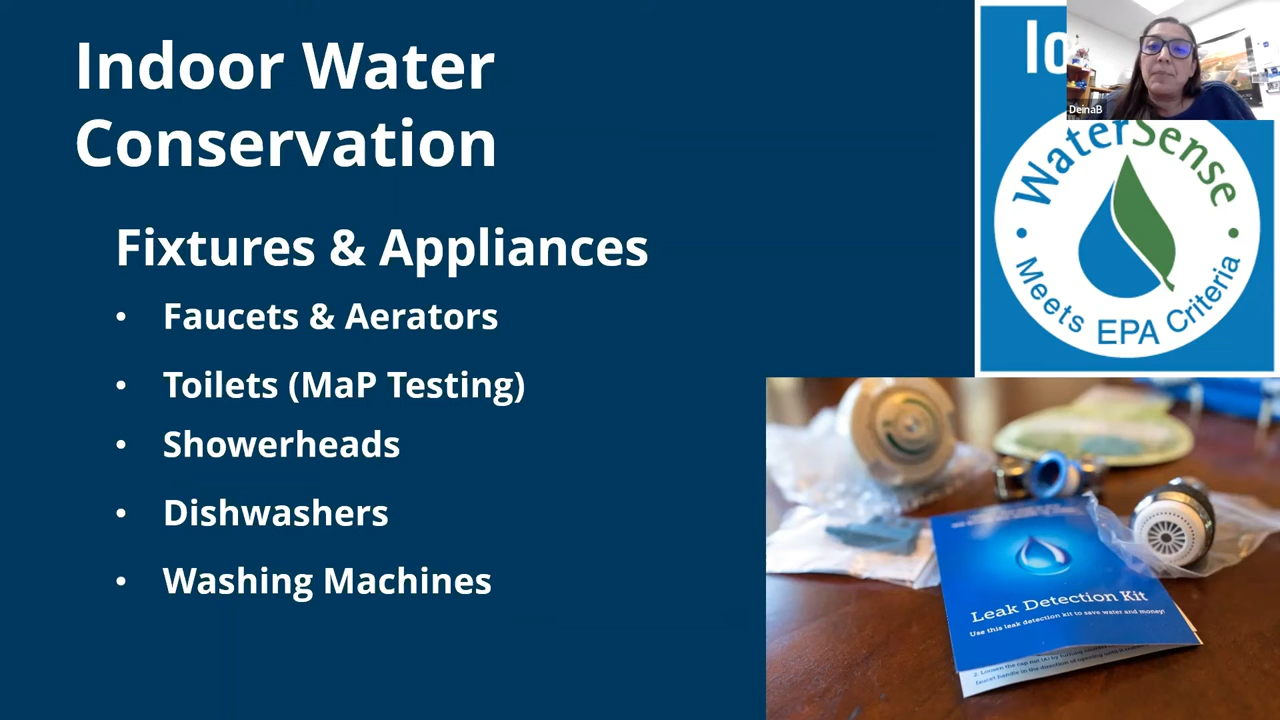 Indoor Water
Conservation
Fixtures & Appliances
• Faucets & Aerators
• Toilets (MaP Testing)
• Showerheads
• Dishwashers
• Washing Machines
DeinaB
WaterSense
Meets EPA Criteria
Leak Detection Kit
Use this leak detection kit to save water and money!